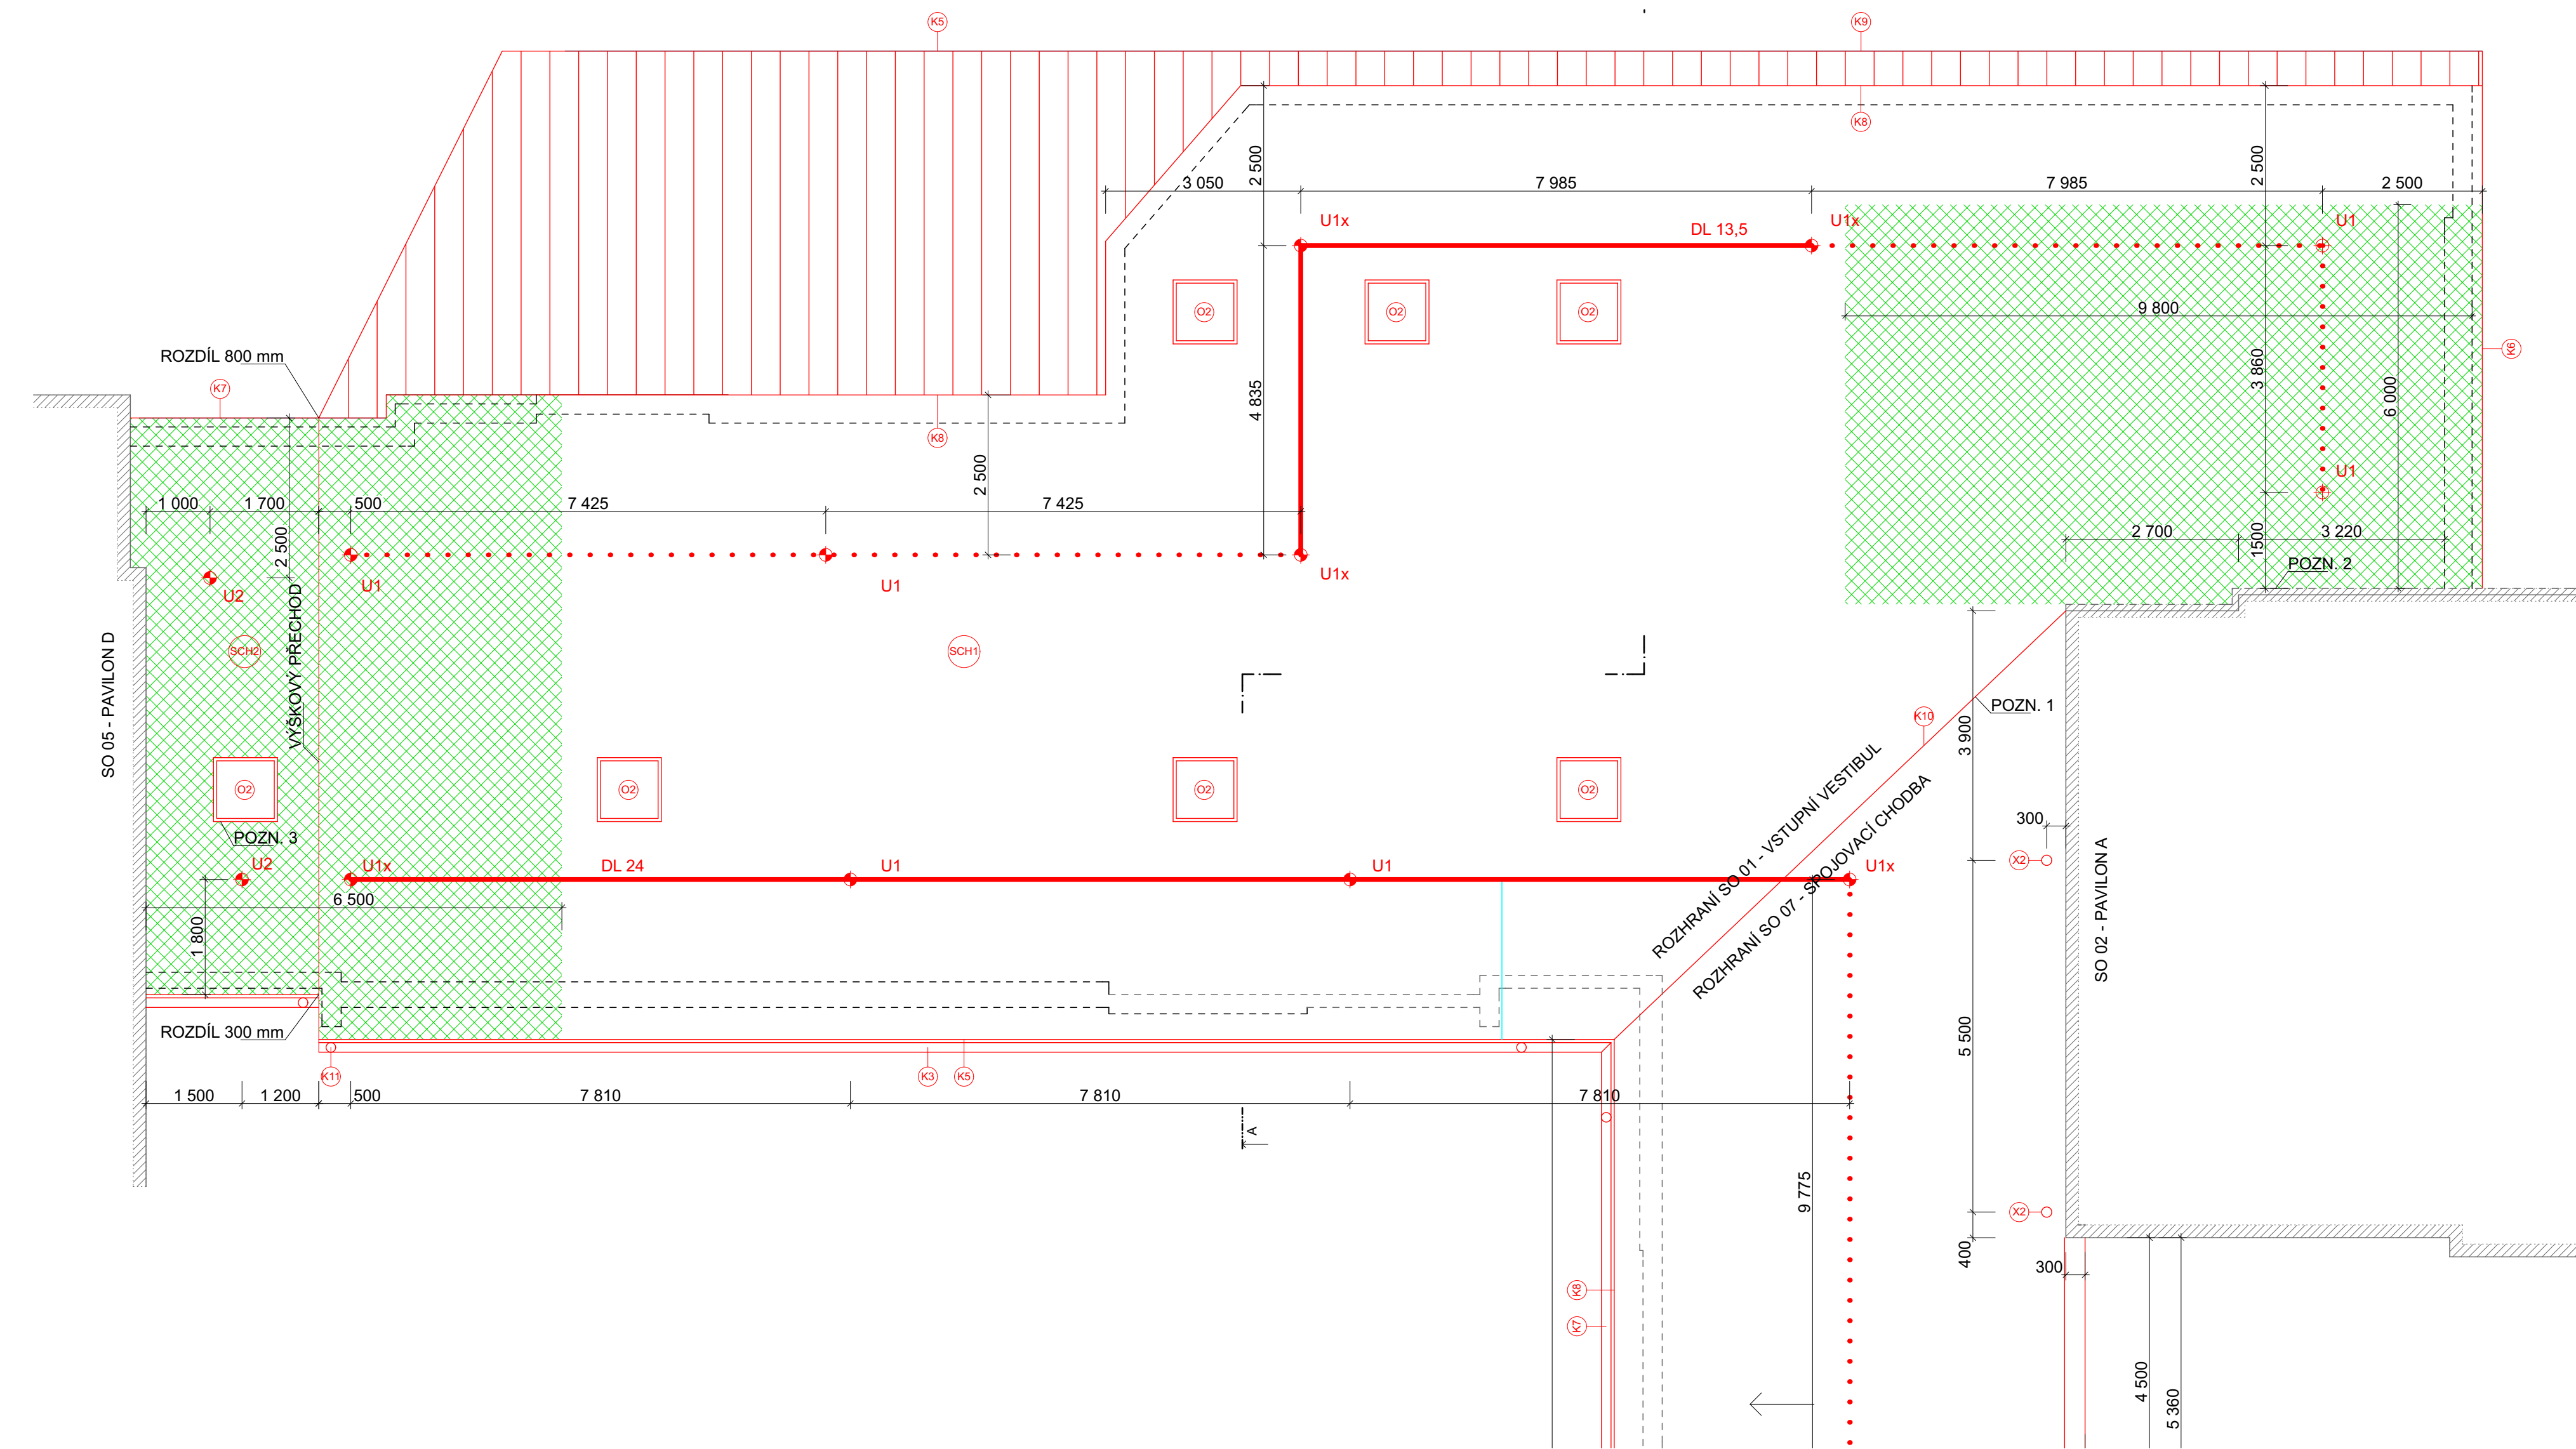 K5
K9
K8
3 050
2 500
7 985
7 985
2 500
2 500
U1x
DL 13,5
U1x
U1
9 800
O2
O2
O2
ROZDÍL 800 mm
K6
3 860
6 000
K7
4 835
K8
2 500
U1
1 000
1 700
500
7 425
7 425
2 500
1500
2 700
3 220
POZN. 2
U2
U1
U1
U1x
VÝŠKOVÝ PŘECHOD
SO 05 - PAVILON D
SCH2
SCH1
POZN. 1
K10
3 900
ROZHRANÍ SO 01 - VSTUPNÍ VESTIBUL
ROZHRANÍ SO 07 - SPOJOVACÍ CHODBA
O2
O2
O2
O2
300
POZN. 3
U2
U1x
DL 24
U1
U1
U1x
X2
SO 02 - PAVILON A
6 500
1 800
ROZDÍL 300 mm
5 500
K11
K3
K5
1 500
1 200
500
7 810
7 810
7 810
A
9 775
X2
400
300
K8
K7
4 500
5 360